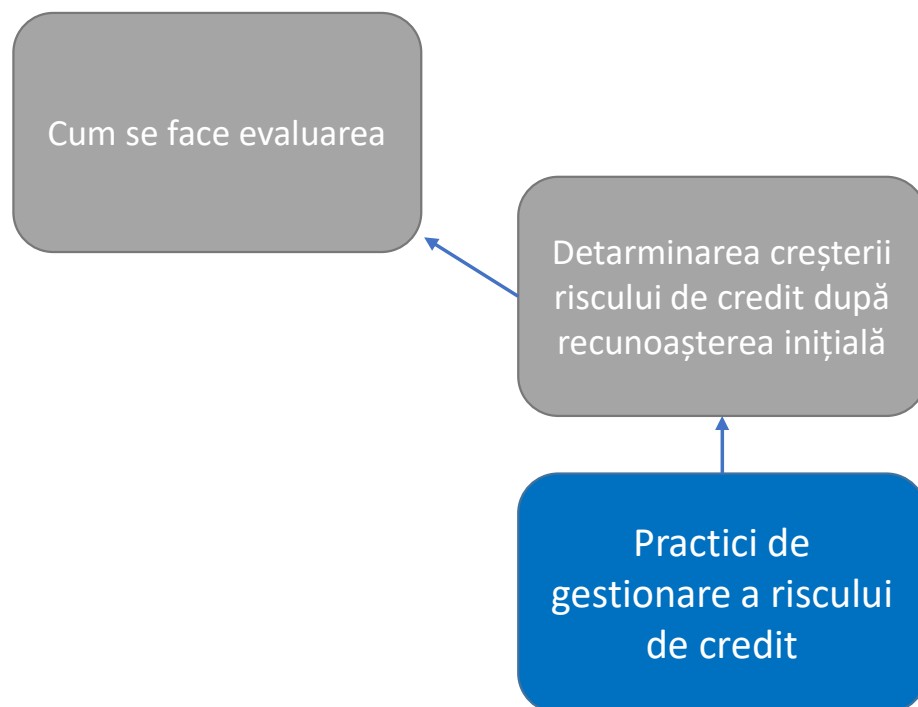 Cum se face evaluarea
Detarminarea creșterii
riscului de credit după
recunoașterea inițială
Practici de
gestionare a riscului
de credit